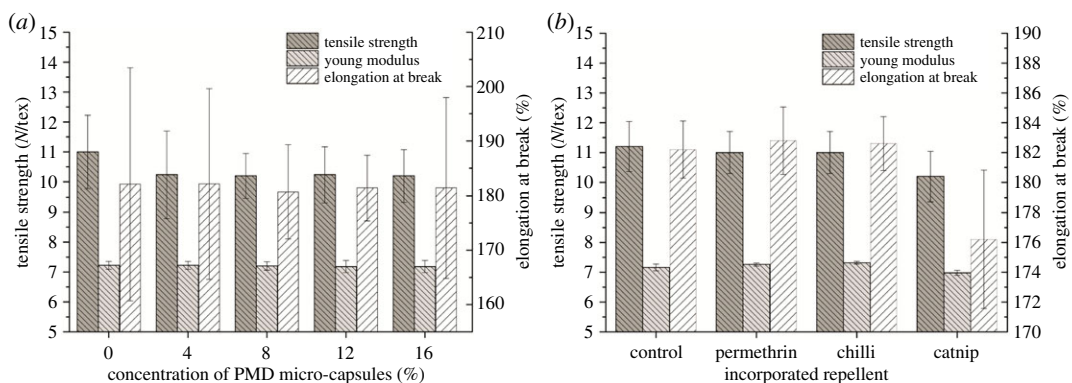 (a)
15
14
13
12
11
10
9
8
7
6
5
tensile strength (N/tex)
tensile strength
young modulus
elongation at break
210
200
190
180
170
160
elongation at break (%)
0 4 8 12 16
concentration of PMD micro-capsules (%)
(b)
15
14
13
12
11
10
9
8
7
6
5
tensile strength (N/tex)
tensile strength
young modulus
elongation at break
190
188
186
184
182
180
178
176
174
172
170
elongation at break (%)
control permethrin chilli catnip
incorporated repellent